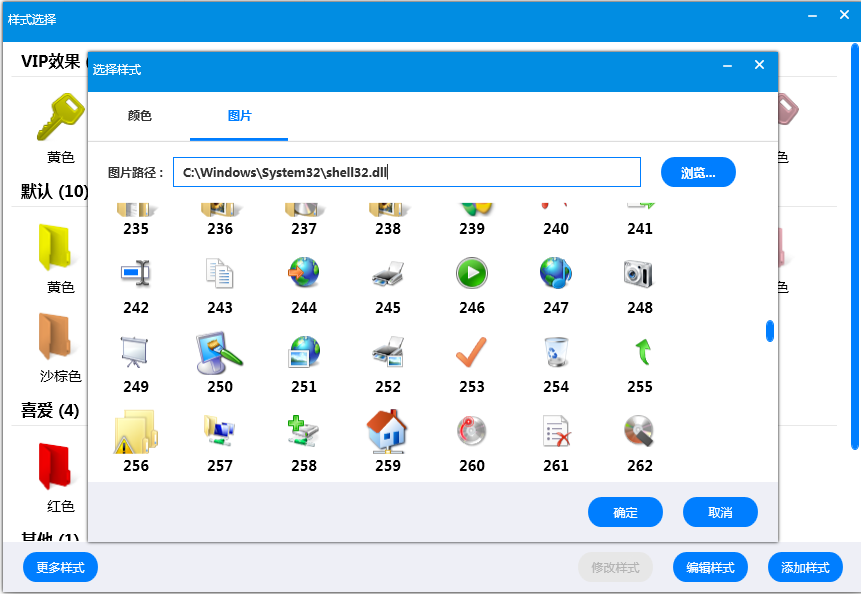 样式选择
VIP效果 (
黄色
色
默认 (10)
黄色
色
沙棕色
喜爱 (4)
红色
其他 (1)
更多样式
修改样式
编辑样式
添加样式
选择样式
颜色
图片
图片路径：
C:\Windows\System32\shell32.dll
浏览...
235 236 237 238 239 240 241
242 243 244 245 246 247 248
249 250 251 252 253 254 255
256 257 258 259 260 261 262
确定
取消